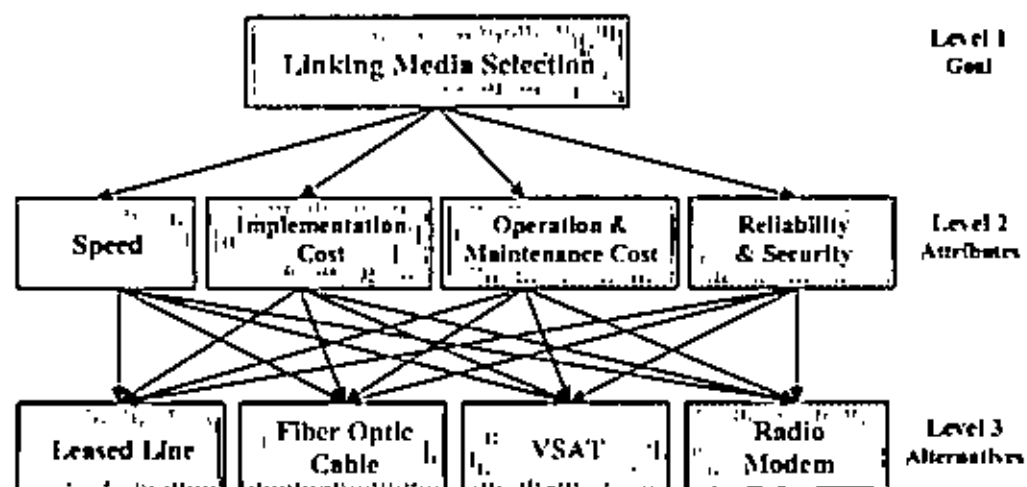 Linking Media Selection
Level 1
Goal
Speed
Implementation
Cost
Operation &
Maintenance Cost
Reliability
& Security
Level 2
Attributes
Leased Line
Fiber Optic
Cable
VSAT
Radio
Modem
Level 3
Alternatives